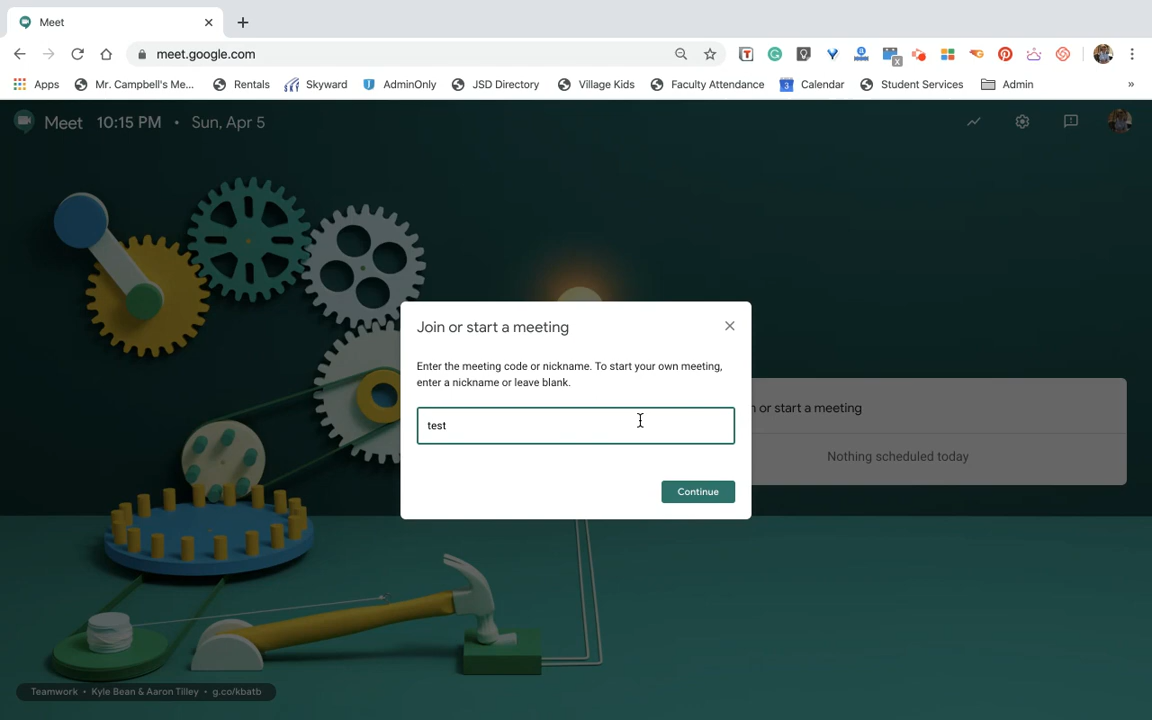 Meet
meet.google.com
Apps
Mr. Campbell's Me...
Rentals
Skyward
AdminOnly
JSD Directory
Village Kids
Faculty Attendance
3
Calendar
Student Services
Admin
»
Meet 10:15 PM • Sun, Apr 5
Join or start a meeting
Enter the meeting code or nickname. To start your own meeting,
enter a nickname or leave blank.
test
Continue
n or start a meeting
Nothing scheduled today
Teamwork • Kyle Bean & Aaron Tilley • g.co/kbatb